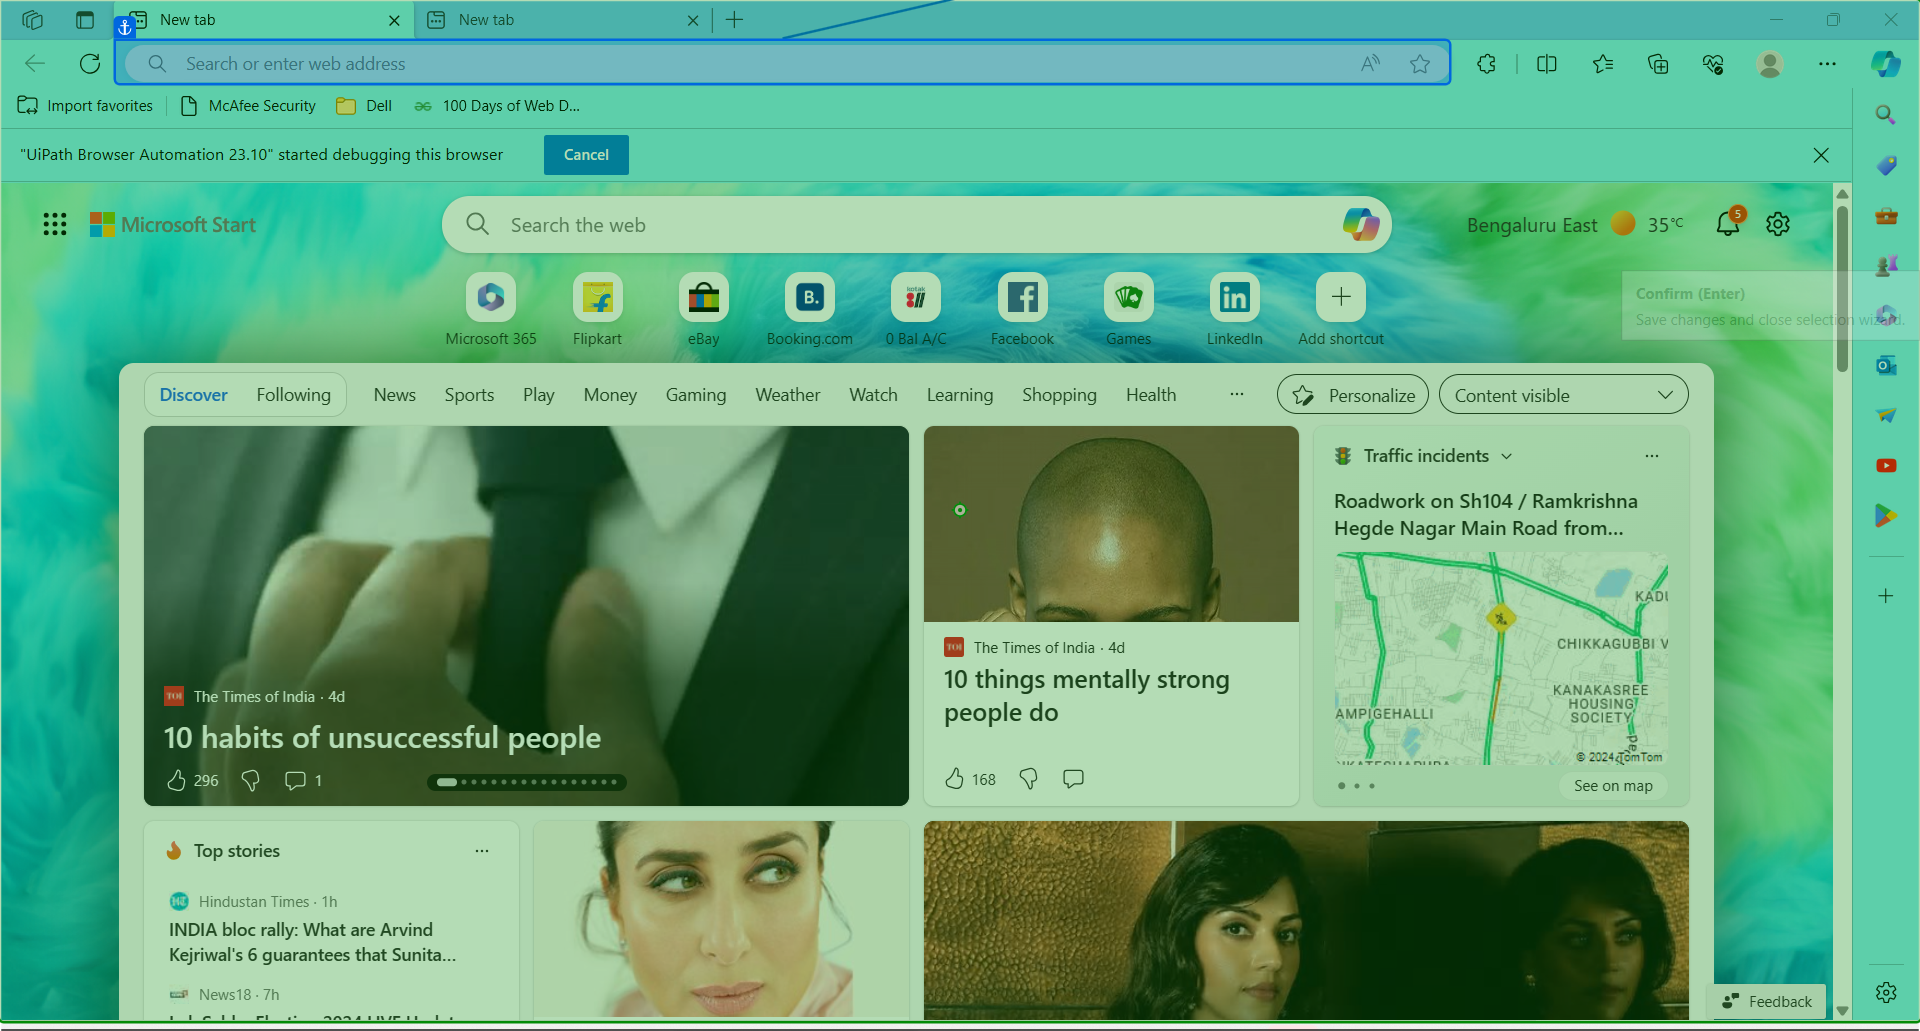 New tab
New tab
Search or enter web address
Import favorites
McAfee Security
Dell
100 Days of Web D...
"UiPath Browser Automation 23.10" started debugging this browser
Cancel
Microsoft Start
Search the web
Bengaluru East
35°C
5
Microsoft 365
Flipkart
eBay
B.
Booking.com
kotak
0 Bal A/C
Facebook
Games
in
LinkedIn
Add shortcut
Confirm (Enter)
Save changes and close selection wizard.
Discover
Following
News
Sports
Play
Money
Gaming
Weather
Watch
Learning
Shopping
Health
Personalize
Content visible
TOI
The Times of India · 4d
10 habits of unsuccessful people
296
1
TOI
The Times of India · 4d
10 things mentally strong
people do
168
Traffic incidents
Roadwork on Sh104 / Ramkrishna
Hegde Nagar Main Road from...
KADU
CHIKKAGUBBI V
KANAKASREE
HOUSING
SOCIETY
AMPIGEHALLI
© 2024 TomTom
See on map
Top stories
Hindustan Times · 1h
INDIA bloc rally: What are Arvind
Kejriwal's 6 guarantees that Sunita...
News18 · 7h
Feedback